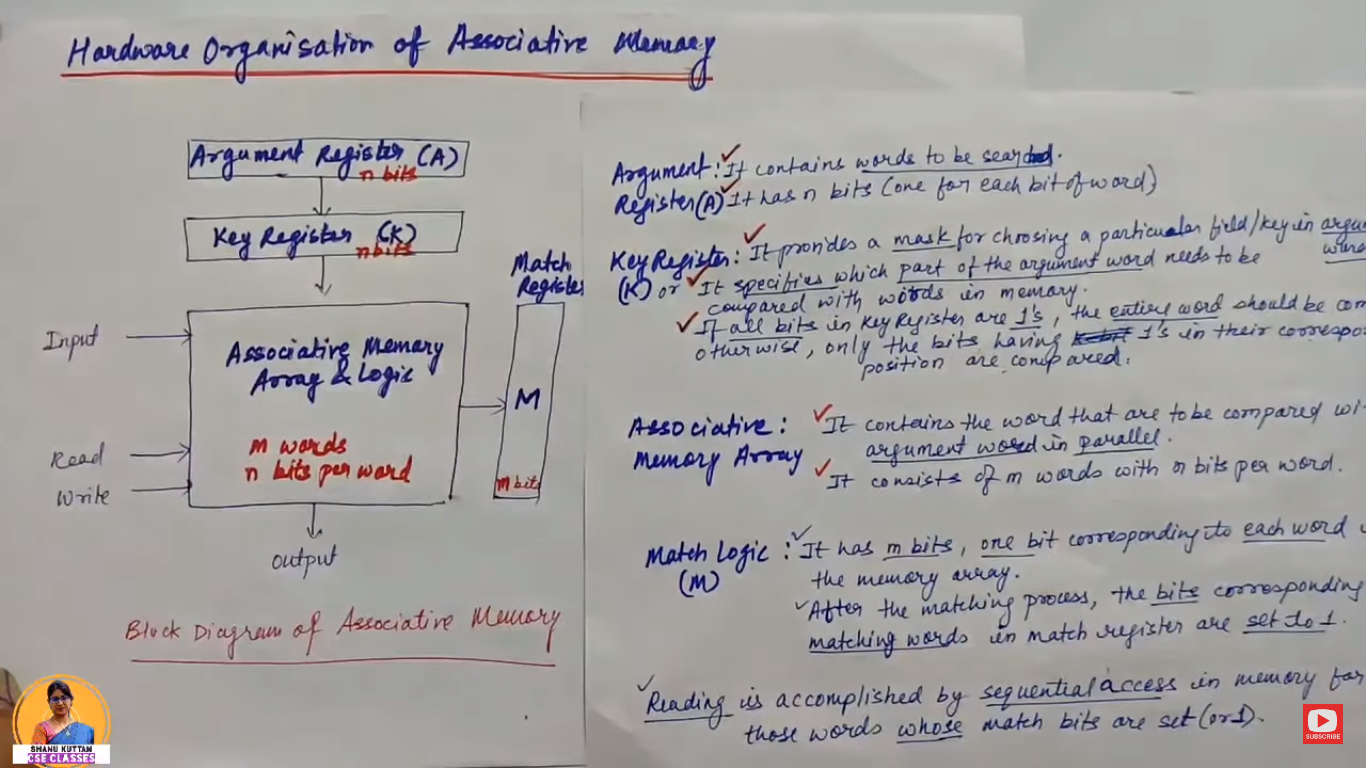 Hardware Organisation of Associative Memory
Argument Register (A)
n bits
Key Register (K)
n bits
Match
Register
Input
Associative Memory
Array & Logic
M
m words
n bits per word
Read
Write
m bits
output
Block Diagram of Associative Memory
Argument : It contains words to be searched.
Register (A) It has n bits (one for each bit of word)
Key Register : It provides a mask for choosing a particular field/key in argu
word
(K) or It specifies which part of the argument word needs to be
compared with words in memory.
If all bits in Key Register are 1's, the entire word should be com
otherwise, only the bits having 1's in their correspo
position are compared.
Associative : It contains the word that are to be compared wi
Memory Array argument word in parallel.
It consists of m words with n bits per word.
Match Logic : It has m bits, one bit corresponding to each word
(M) the memory array.
After the matching process, the bits corresponding
matching words in match register are set to 1.
Reading is accomplished by sequential access in memory for
those words whose match bits are set (or 1).
SHANU KUTTAN
CSE CLASSES
SUBSCRIBE